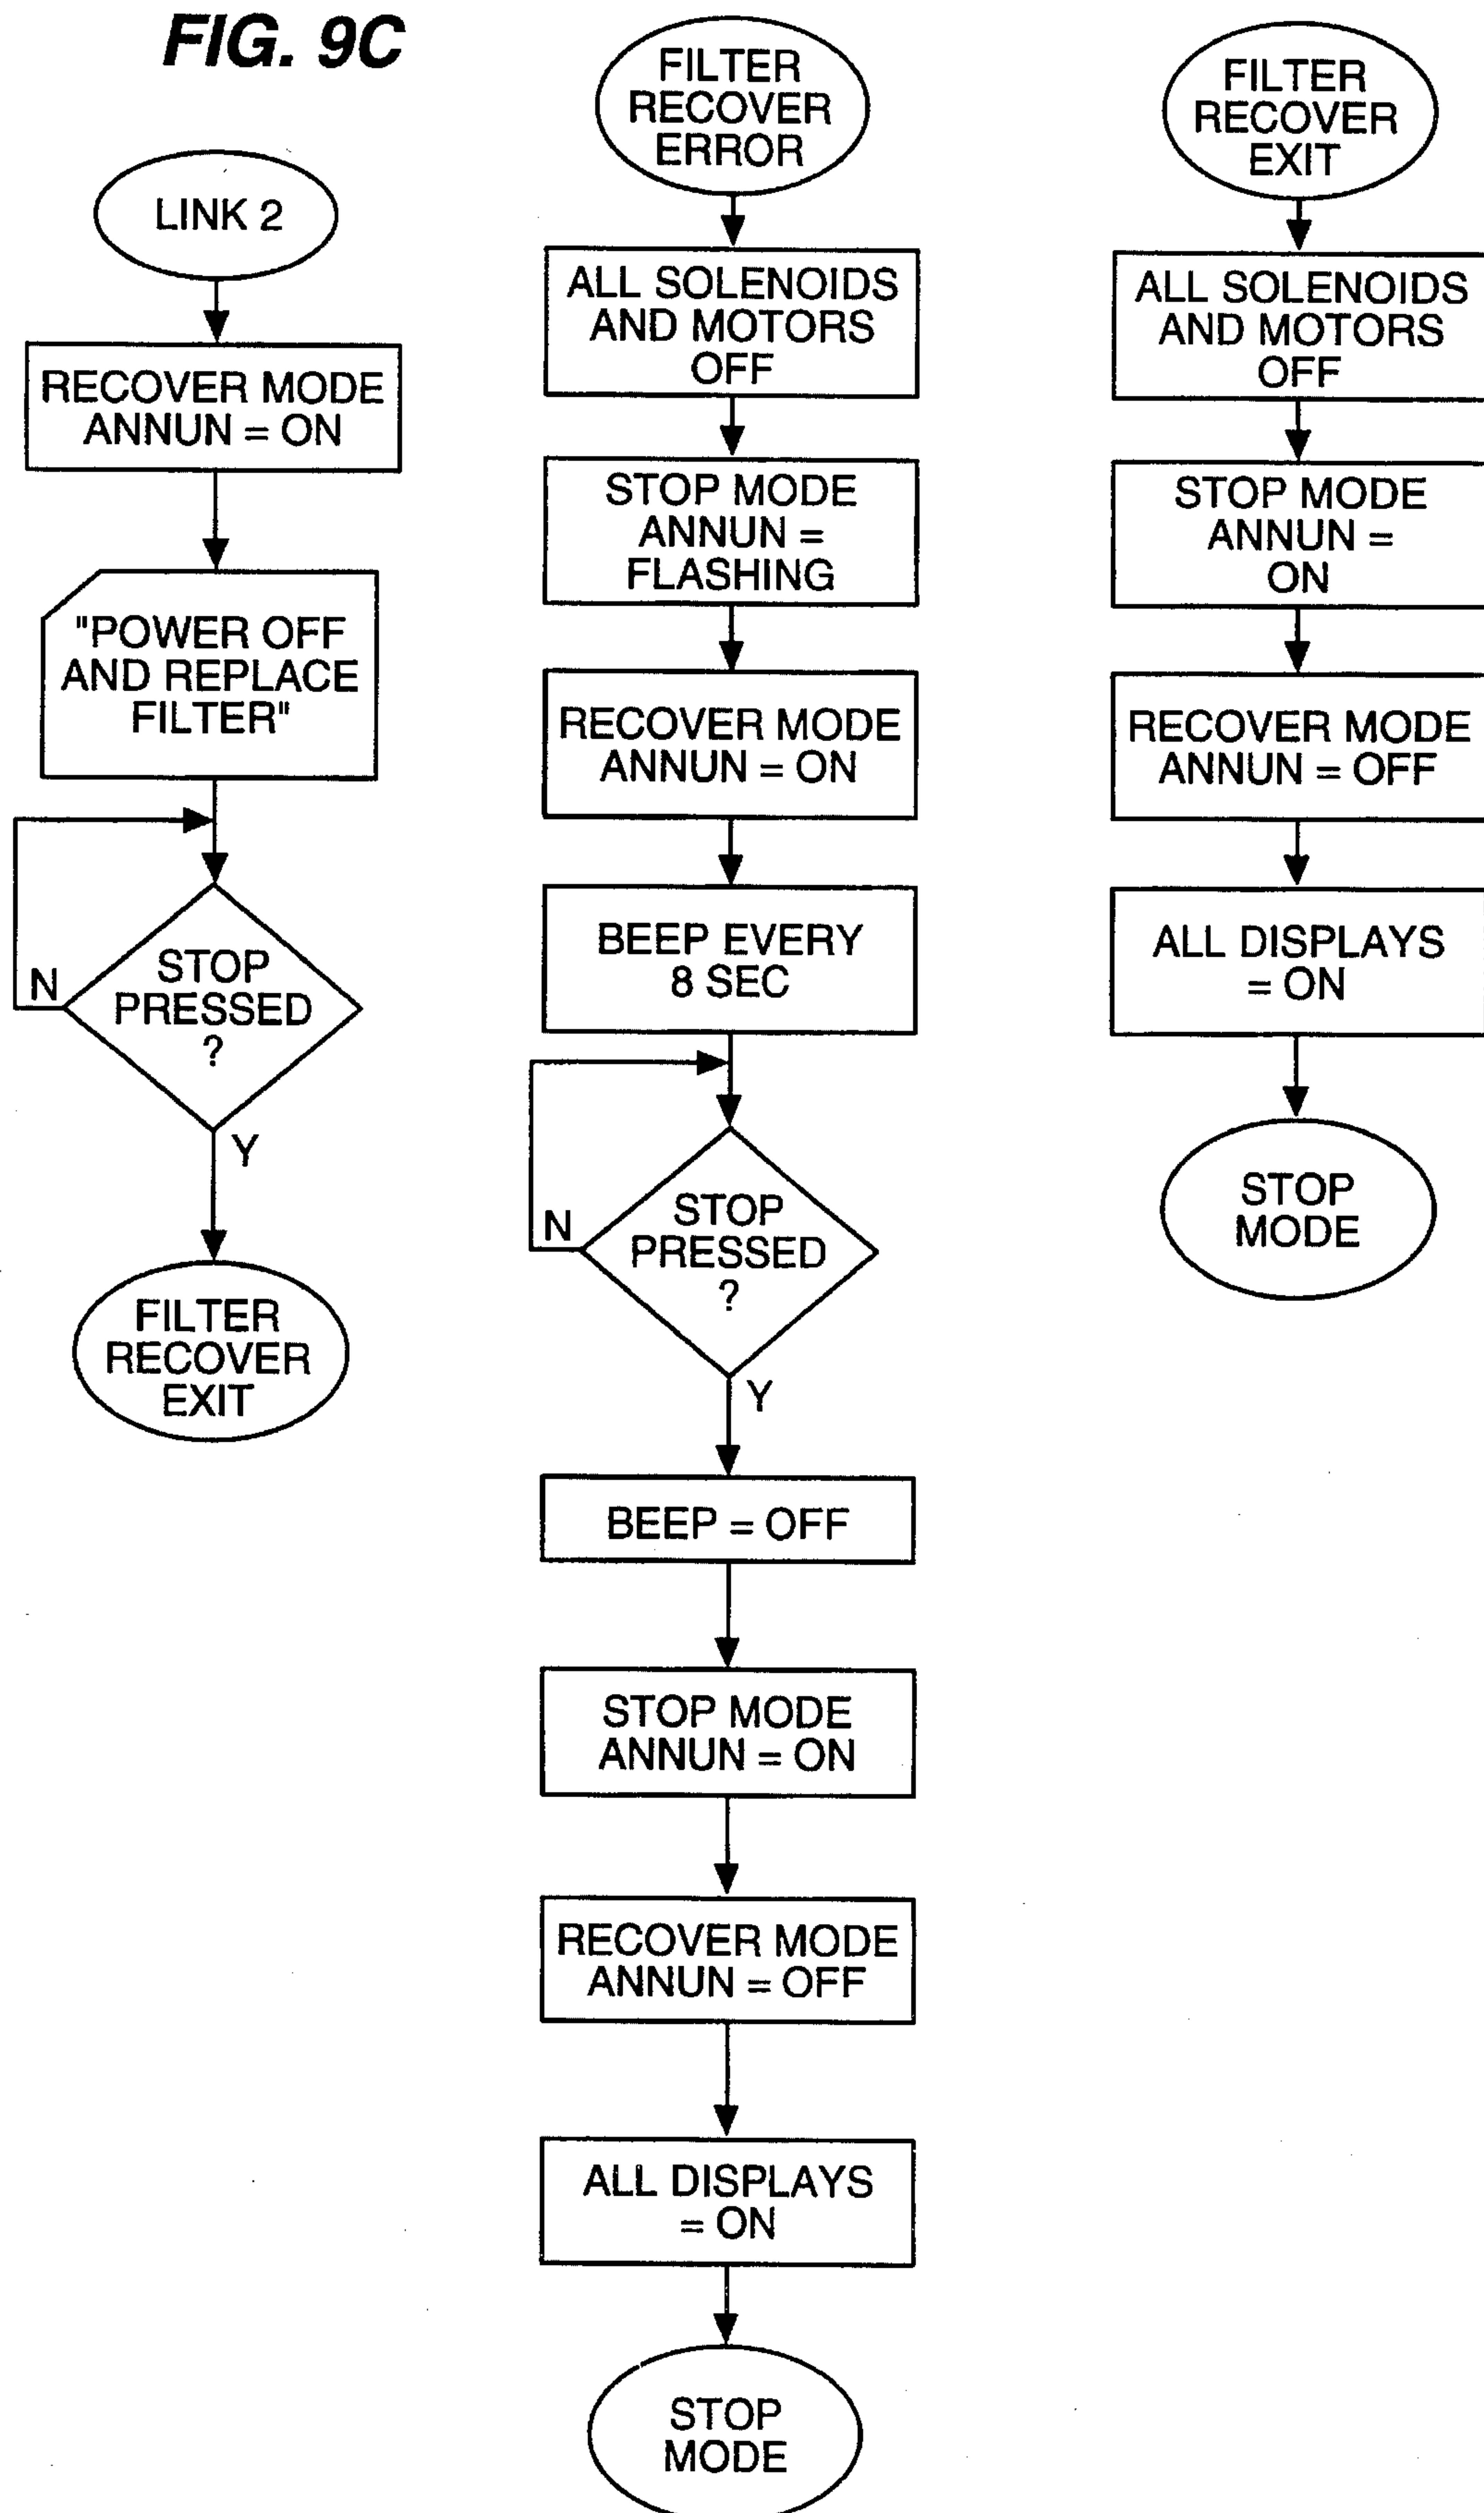 FIG. 9C
LINK 2
RECOVER MODE
ANNUN = ON
"POWER OFF
AND REPLACE
FILTER"
STOP
PRESSED
?
N
Y
FILTER
RECOVER
EXIT
FILTER
RECOVER
ERROR
ALL SOLENOIDS
AND MOTORS
OFF
STOP MODE
ANNUN =
FLASHING
RECOVER MODE
ANNUN = ON
BEEP EVERY
8 SEC
STOP
PRESSED
?
N
Y
BEEP = OFF
STOP MODE
ANNUN = ON
RECOVER MODE
ANNUN = OFF
ALL DISPLAYS
= ON
STOP
MODE
FILTER
RECOVER
EXIT
ALL SOLENOIDS
AND MOTORS
OFF
STOP MODE
ANNUN =
ON
RECOVER MODE
ANNUN = OFF
ALL DISPLAYS
= ON
STOP
MODE